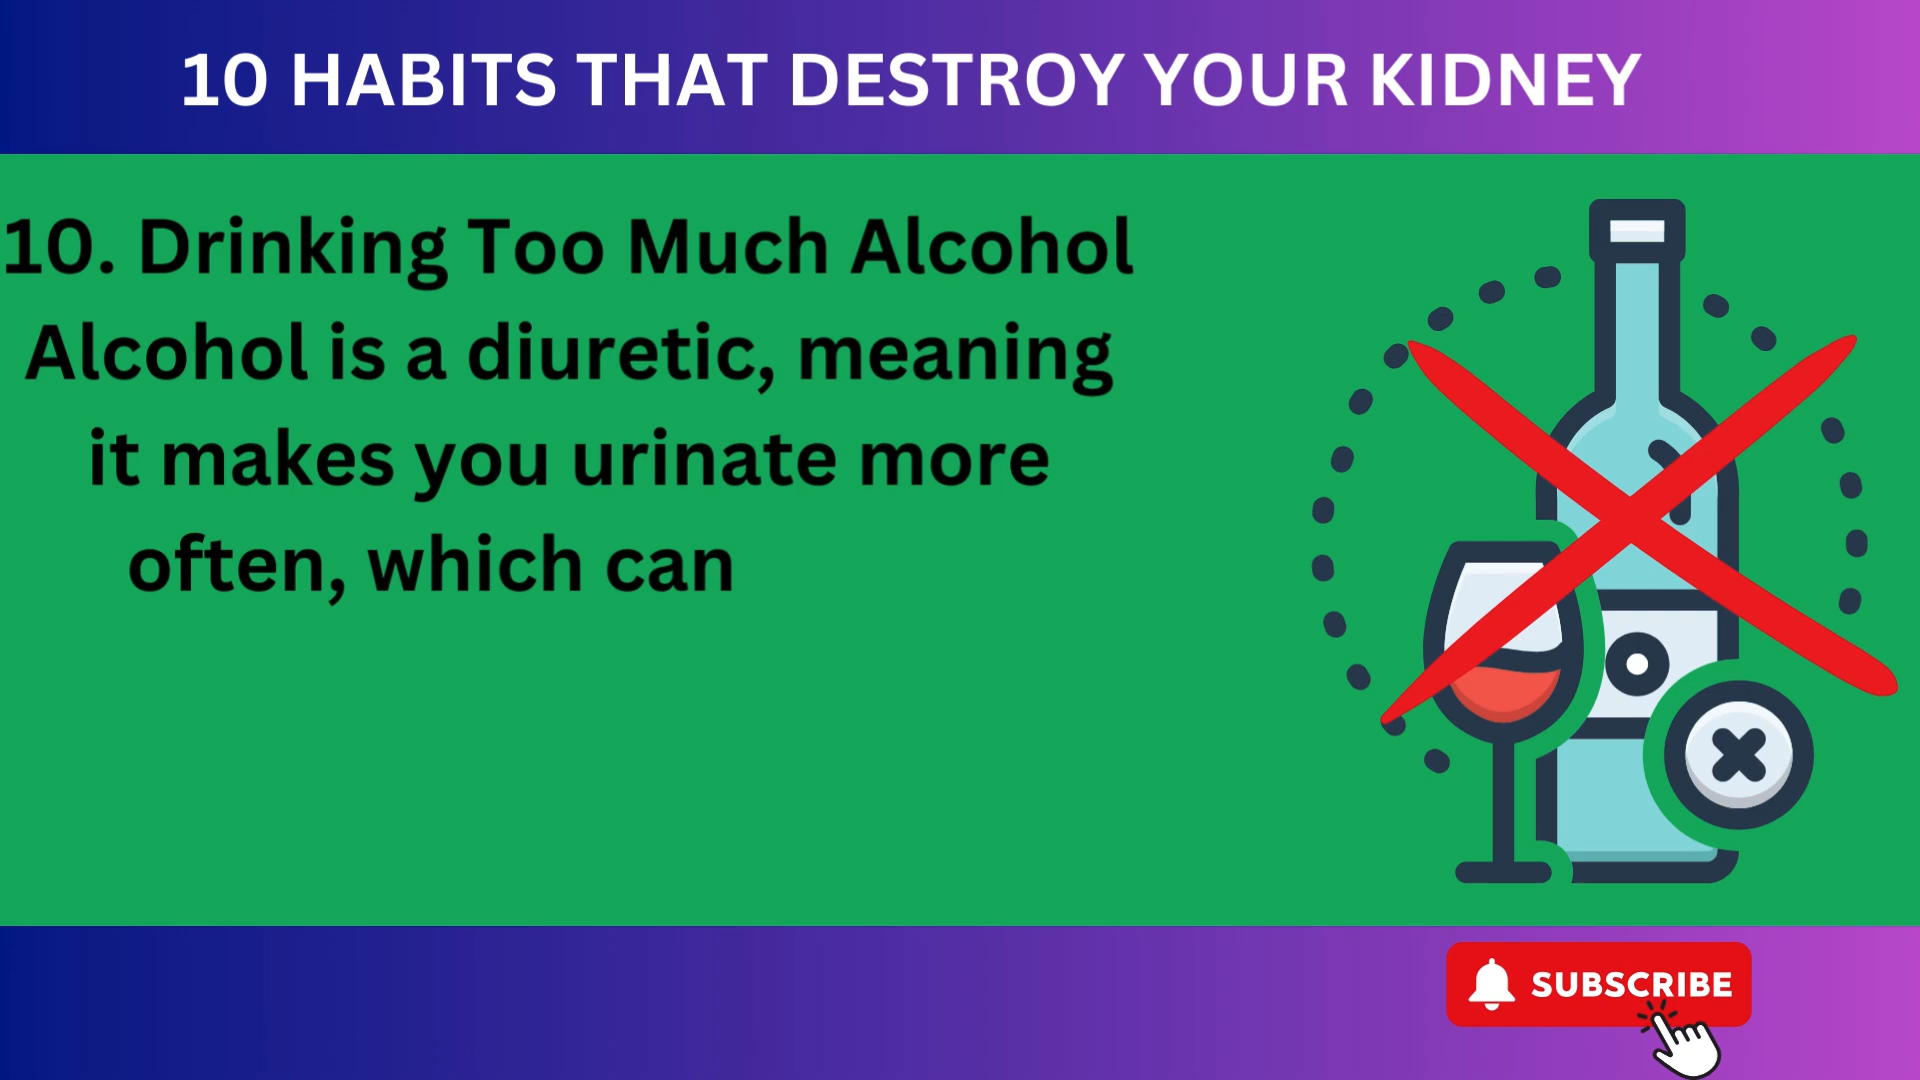 10 HABITS THAT DESTROY YOUR KIDNEY
10. Drinking Too Much Alcohol
Alcohol is a diuretic, meaning
it makes you urinate more
often, which can
SUBSCRIBE